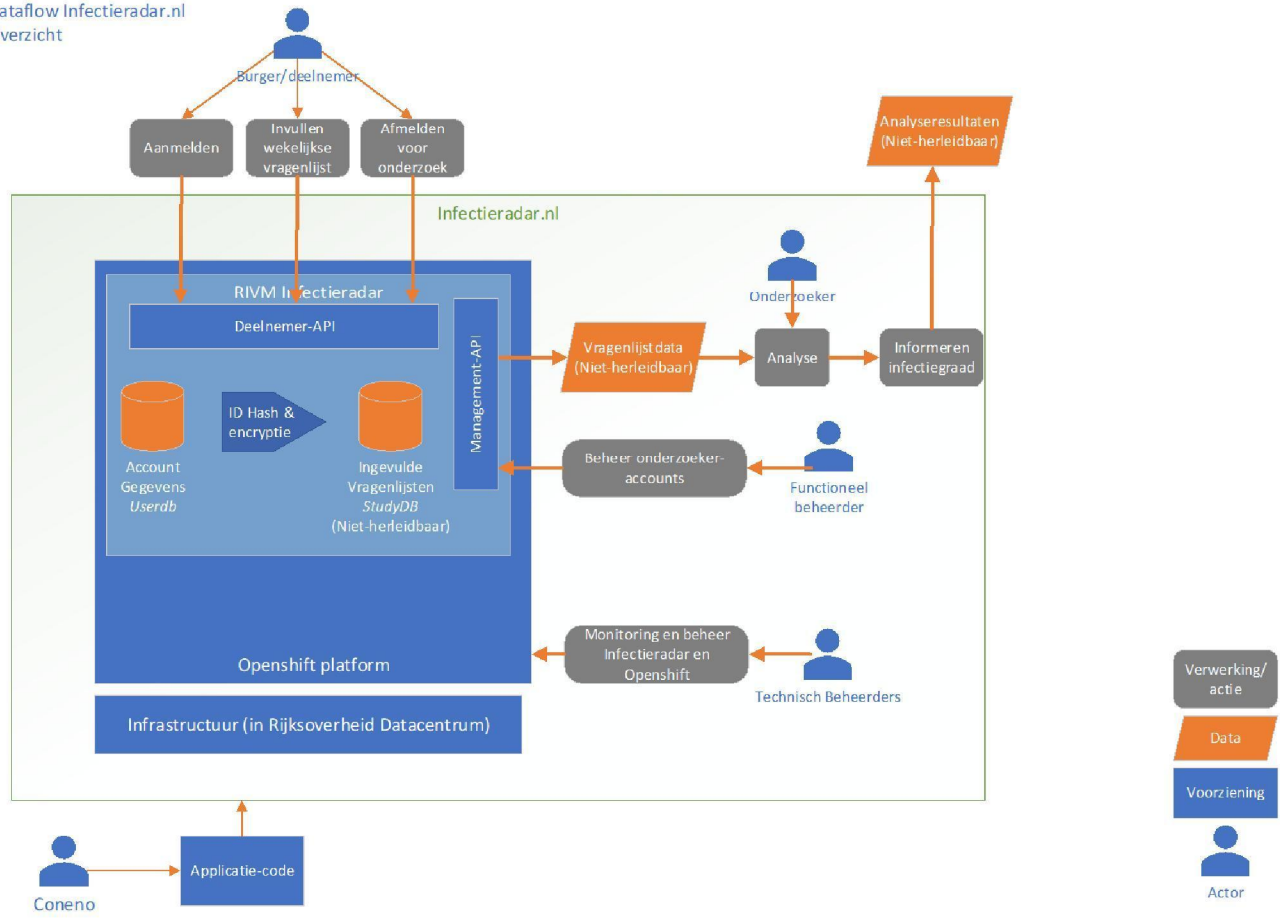 ataflow Infectieradar.nl
verzicht
Burger/deelnemer
Aanmelden
Invullen
wekelijkse
vragenlijst
Afmelden
voor
onderzoek
Analyseresultaten
(Niet-herleidbaar)
Infectieradar.nl
RIVM Infectieradar
Deelnemer-API
Management-API
Account
Gegevens
Userdb
ID Hash &
encryptie
Ingevulde
Vragenlijsten
StudyDB
(Niet-herleidbaar)
Vragenlijstdata
(Niet-herleidbaar)
Onderzoeker
Analyse
Informeren
infectiegraad
Beheer onderzoeker-
accounts
Functioneel
beheerder
Openshift platform
Monitoring en beheer
Infectieradar en
Openshift
Technisch Beheerders
Infrastructuur (in Rijksoverheid Datacentrum)
Coneno
Applicatie-code
Verwerking/
actie
Data
Voorziening
Actor